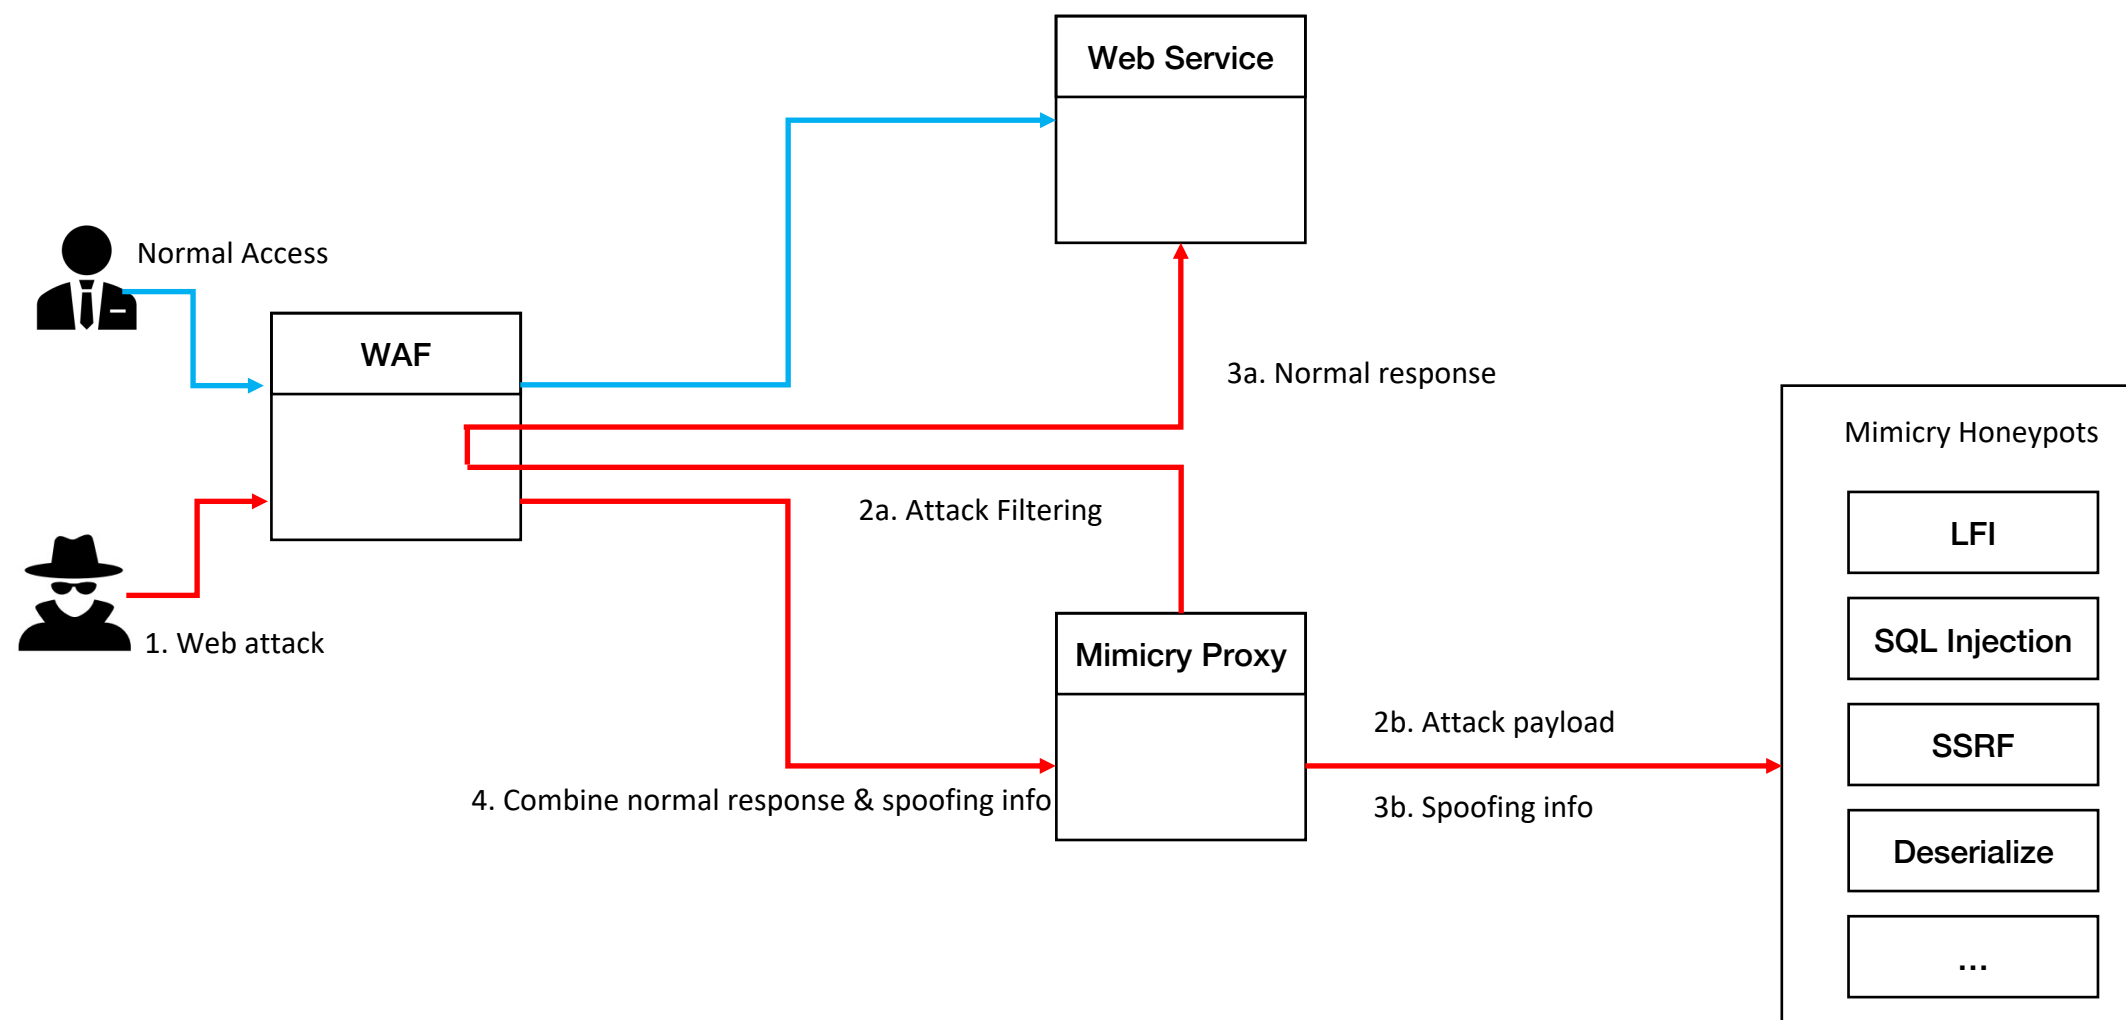 Web Service
Normal Access
WAF
3a. Normal response
Mimicry Honeypots
2a. Attack Filtering
LFI
1. Web attack
SQL Injection
Mimicry Proxy
2b. Attack payload
SSRF
4. Combine normal response & spoofing info
3b. Spoofing info
Deserialize
...